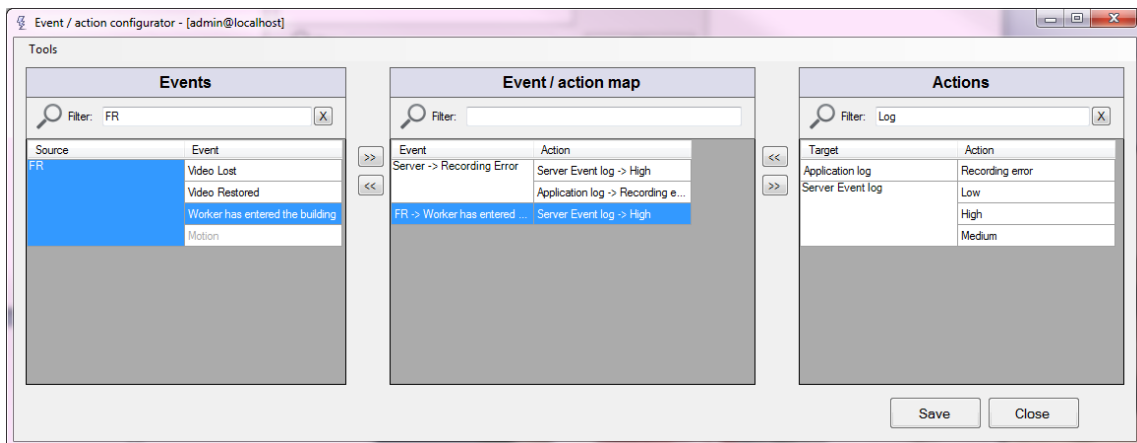 Event / action configurator - [admin@localhost]
X
Tools
Events
Event / action map
Actions
Filter: FR X
Filter:
Filter: Log X
Source Event
FR Video Lost
Video Restored
Worker has entered the building
Motion
>>
<<
Event Action
Server -> Recording Error Server Event log -> High
Application log -> Recording e...
FR -> Worker has entered ... Server Event log -> High
<<
>>
Target Action
Application log Recording error
Server Event log Low
High
Medium
Save Close